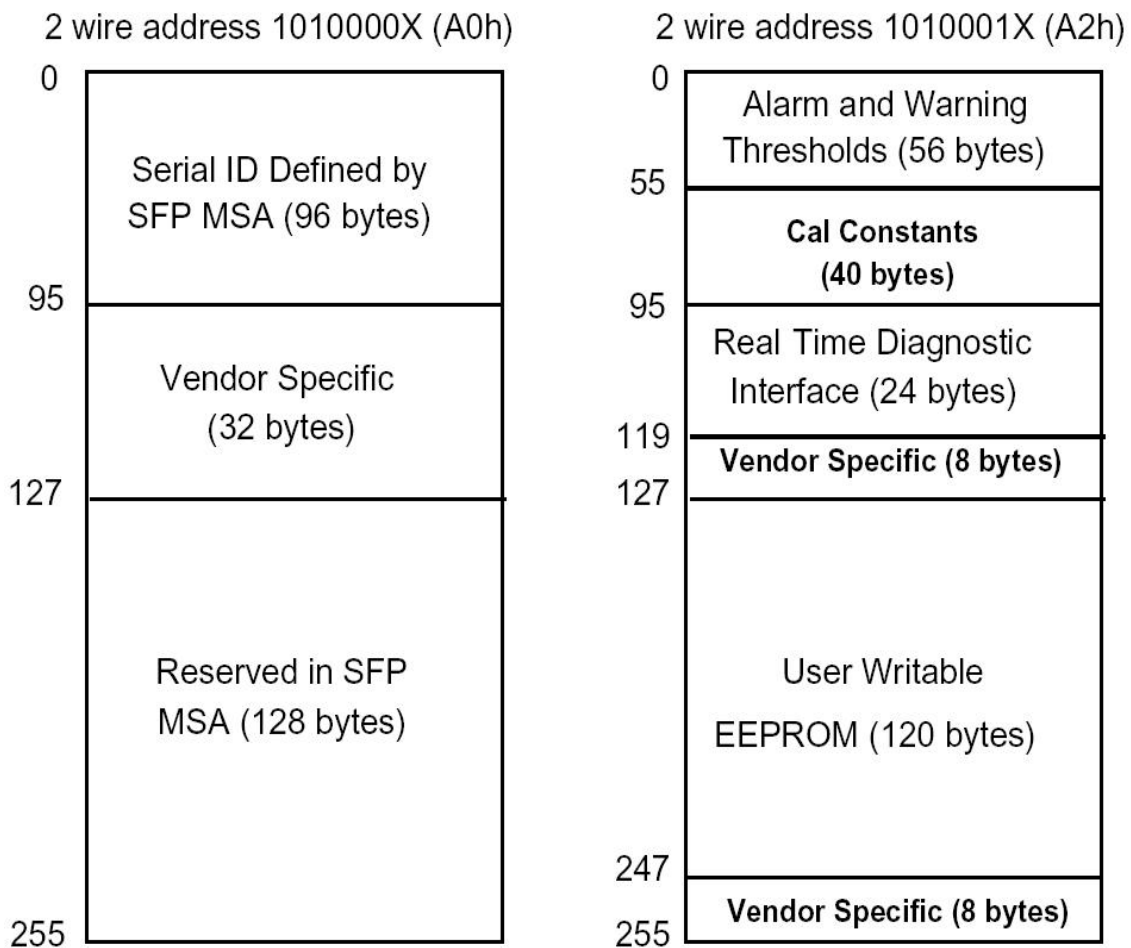 2 wire address 1010000X (A0h)
0
Serial ID Defined by
SFP MSA (96 bytes)
95
Vendor Specific
(32 bytes)
127
Reserved in SFP
MSA (128 bytes)
255
2 wire address 1010001X (A2h)
0
Alarm and Warning
Thresholds (56 bytes)
55
Cal Constants
(40 bytes)
95
Real Time Diagnostic
Interface (24 bytes)
119
Vendor Specific (8 bytes)
127
User Writable
EEPROM (120 bytes)
247
Vendor Specific (8 bytes)
255